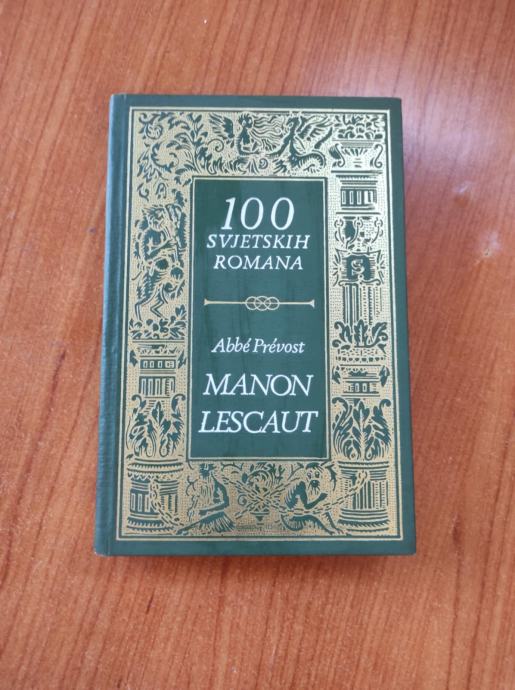 100
SVJETSKIH
ROMANA
Abbé Prévost
MANON
LESCAUT